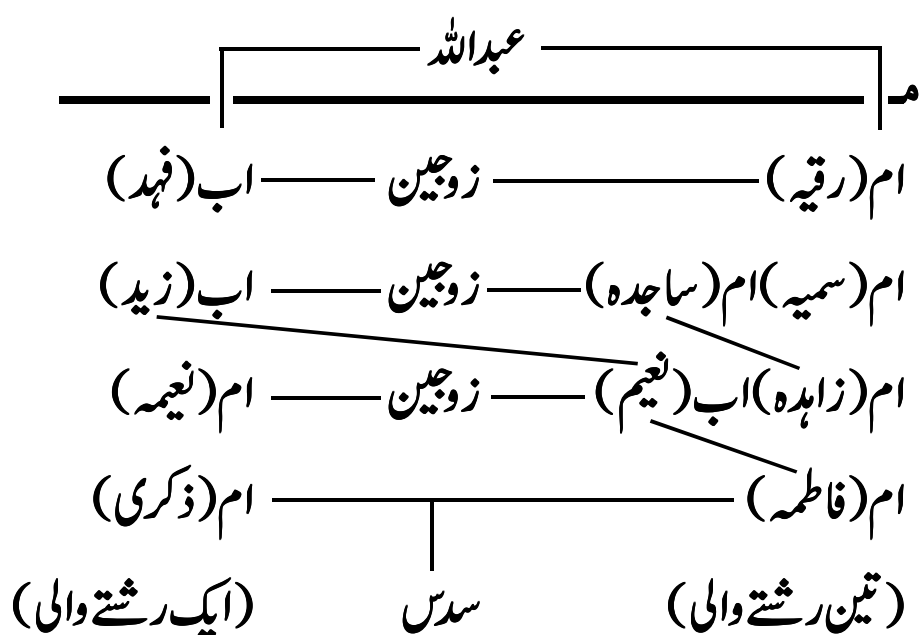 عبداللہ
مـ
ام(رقیہ) زوجین اب(فہد)
ام(سمیہ)ام(ساجدہ) زوجین اب(زید)
ام(زاہدہ)اب(نعیم) زوجین ام(نعیمہ)
ام(فاطمہ) ام(ذکری)
(تین رشتے والی) سدس (ایک رشتے والی)